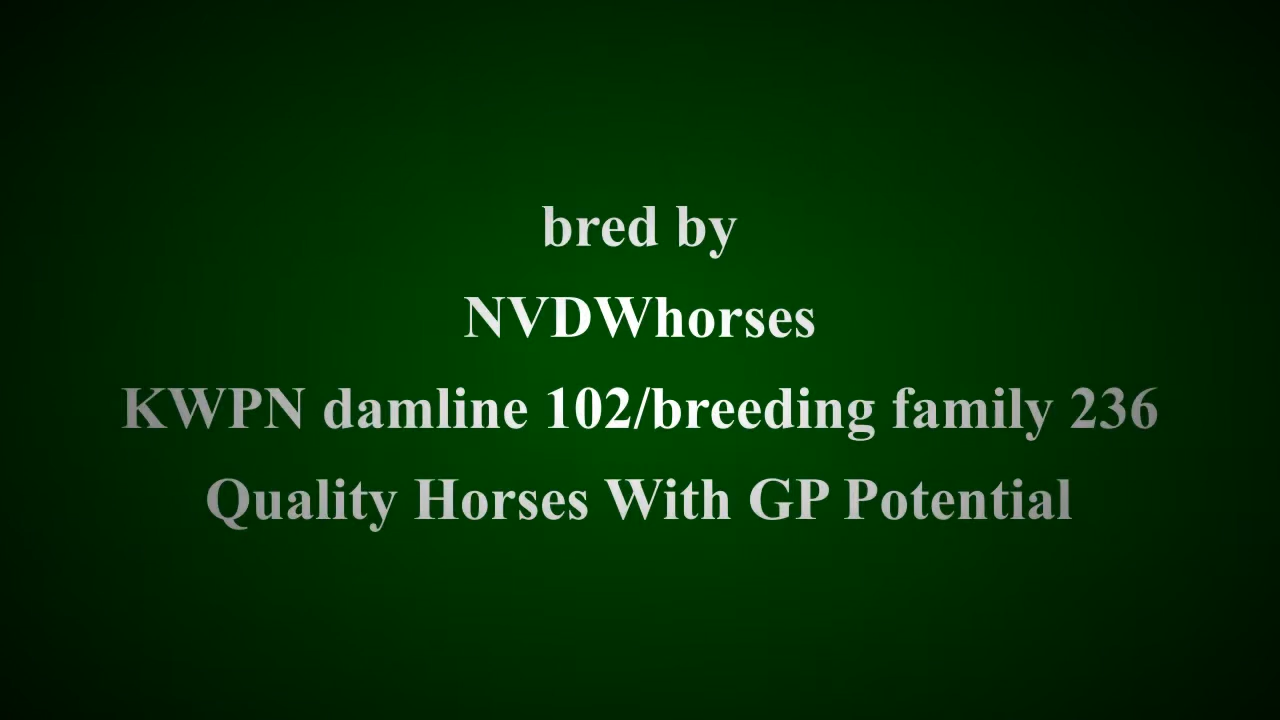 bred by
NVDWhorses
KWPN damline 102/breeding family 236
Quality Horses With GP Potential